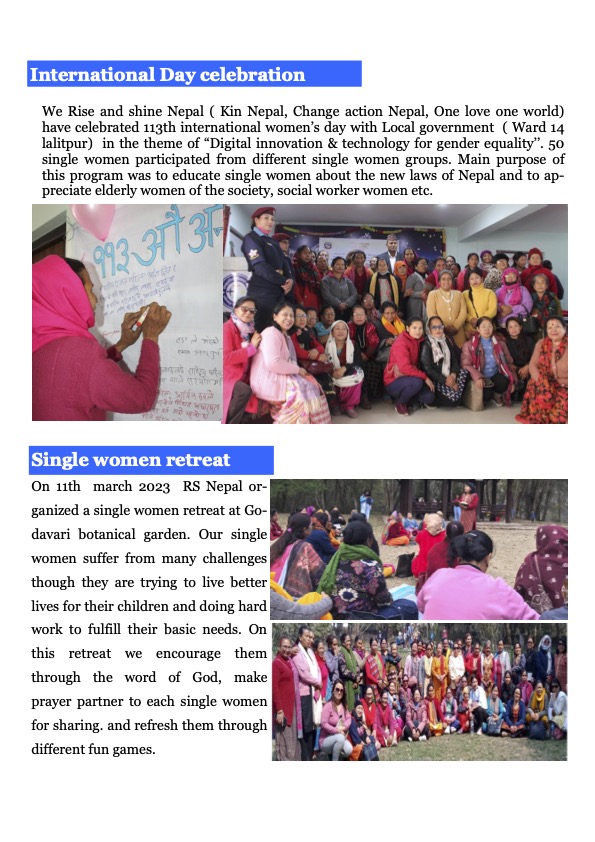 International Day celebration
We Rise and shine Nepal ( Kin Nepal, Change action Nepal, One love one world)
have celebrated 113th international women’s day with Local government ( Ward 14
lalitpur) in the theme of “Digital innovation & technology for gender equality’’. 50
single women participated from different single women groups. Main purpose of
this program was to educate single women about the new laws of Nepal and to ap-
preciate elderly women of the society, social worker women etc.
११३ औ अ
Single women retreat
On 11th march 2023 RS Nepal or-
ganized a single women retreat at Go-
davari botanical garden. Our single
women suffer from many challenges
though they are trying to live better
lives for their children and doing hard
work to fulfill their basic needs. On
this retreat we encourage them
through the word of God, make
prayer partner to each single women
for sharing. and refresh them through
different fun games.